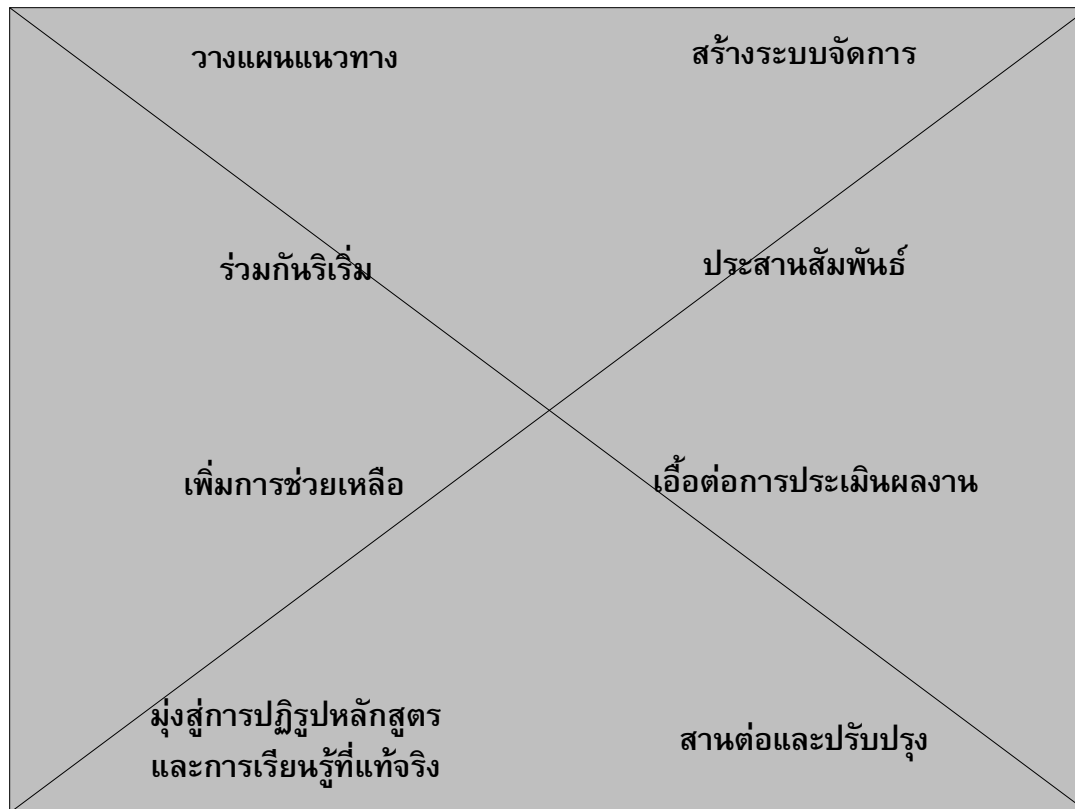 วางแผนแนวทาง
สร้างระบบจัดการ
ร่วมกันริเริ่ม
ประสานสัมพันธ์
เพิ่มการช่วยเหลือ
เอื้อต่อการประเมินผลงาน
มุ่งสู่การปฏิรูปหลักสูตร
และการเรียนรู้ที่แท้จริง
สานต่อและปรับปรุง